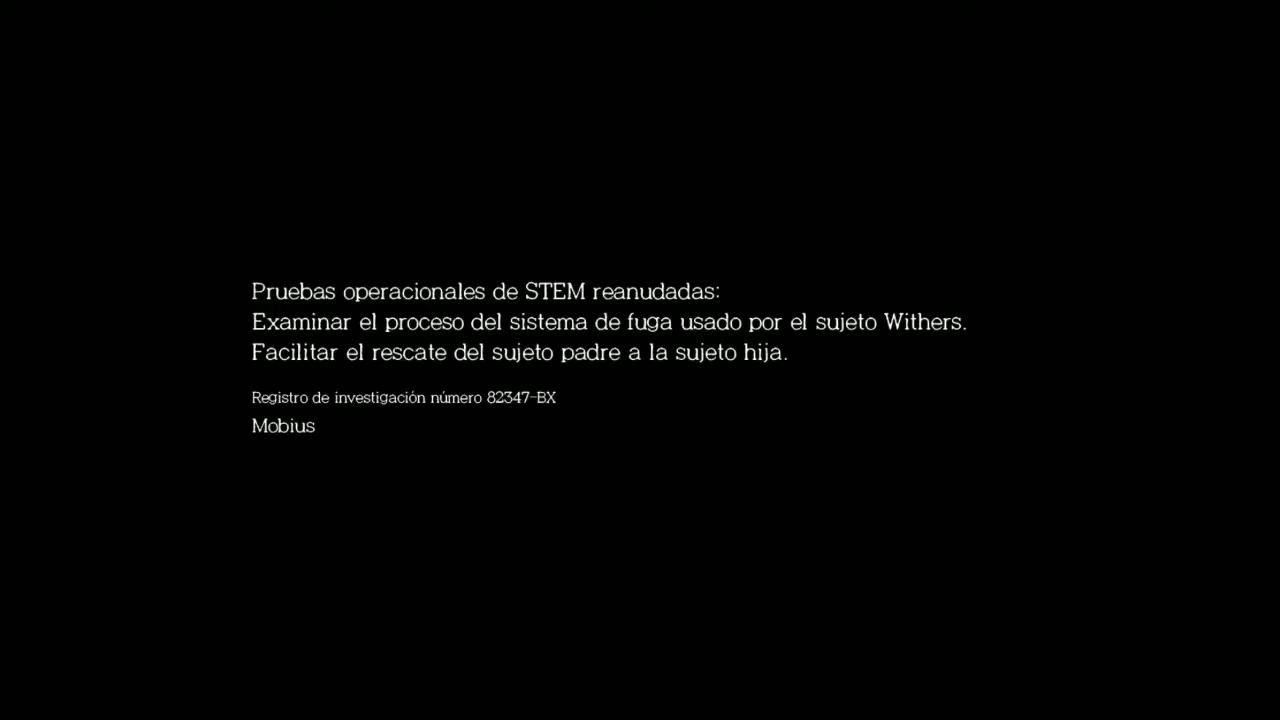 Pruebas operacionales de STEM reanudadas:
Examinar el proceso del sistema de fuga usado por el sujeto Withers.
Facilitar el rescate del sujeto padre a la sujeto hija.
Registro de investigación número 82347-BX
Mobius